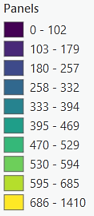 Panels
0 - 102
103 - 179
180 - 257
258 - 332
333 - 394
395 - 469
470 - 529
530 - 594
595 - 685
686 - 1410